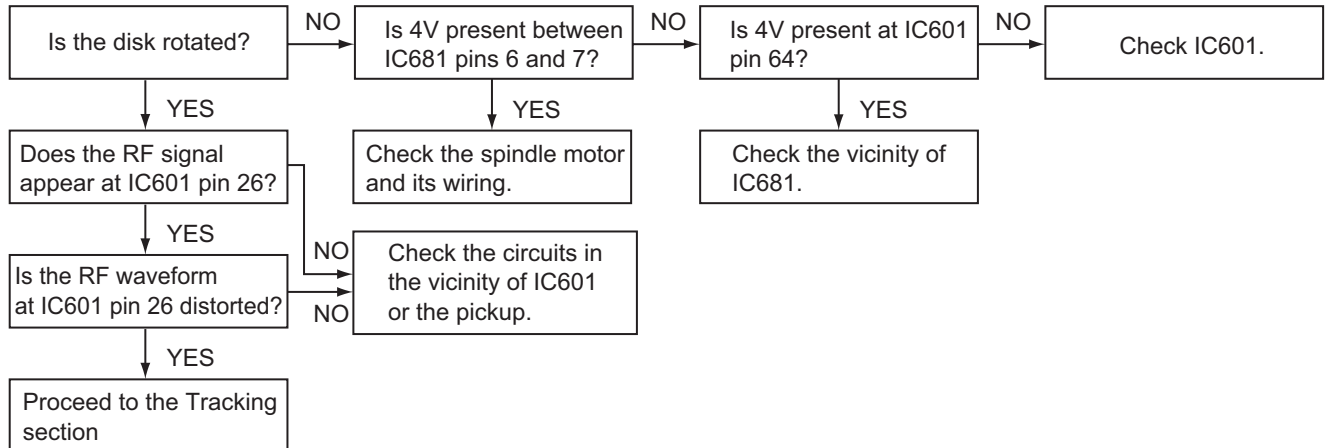 Is the disk rotated?
NO
Is 4V present between
IC681 pins 6 and 7?
NO
Is 4V present at IC601
pin 64?
NO
Check IC601.
YES
YES
YES
Does the RF signal
appear at IC601 pin 26?
Check the spindle motor
and its wiring.
Check the vicinity of
IC681.
YES
NO
Is the RF waveform
at IC601 pin 26 distorted?
NO
Check the circuits in
the vicinity of IC601
or the pickup.
YES
Proceed to the Tracking
section